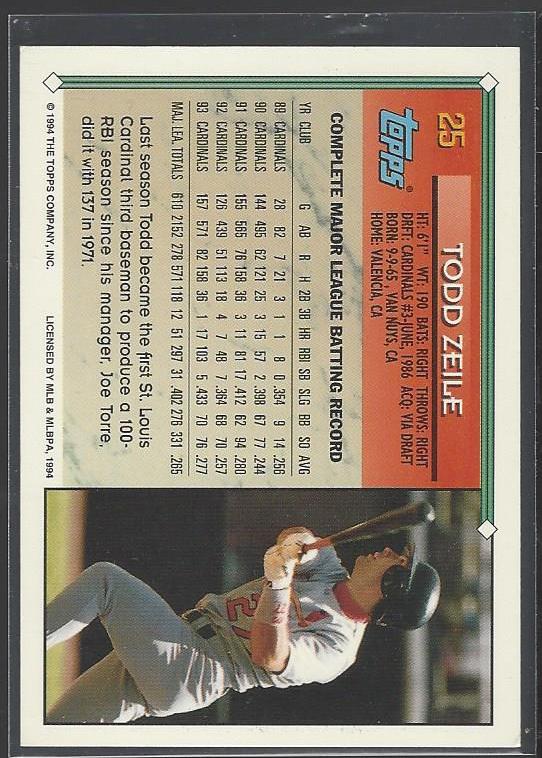 25
TODD ZEILE
topps®
HT: 6'1" WT: 190 BATS: RIGHT THROWS: RIGHT
DRFT: CARDINALS #3-JUNE, 1986 ACQ: VIA DRAFT
BORN: 9-9-65, VAN NUYS, CA
HOME: VALENCIA, CA
COMPLETE MAJOR LEAGUE BATTING RECORD
YR CLUB G AB R H 2B 3B HR RBI SB SLG BB SO AVG
89 CARDINALS 28 82 7 21 3 1 1 8 0 .354 9 14 .256
90 CARDINALS 144 495 62 121 25 3 15 57 2 .398 67 77 .244
91 CARDINALS 155 565 76 158 36 3 11 81 17 .412 62 94 .280
92 CARDINALS 126 439 51 113 18 4 7 48 7 .364 68 70 .257
93 CARDINALS 157 571 82 158 36 1 17 103 5 .433 70 76 .277
MAJ. LEA. TOTALS 610 2152 278 571 118 12 51 297 31 .402 276 331 .265
Last season Todd became the first St. Louis
Cardinal third baseman to produce a 100-
RBI season since his manager, Joe Torre,
did it with 137 in 1971.
© 1994 THE TOPPS COMPANY, INC. LICENSED BY MLB & MLBPA, 1994
27